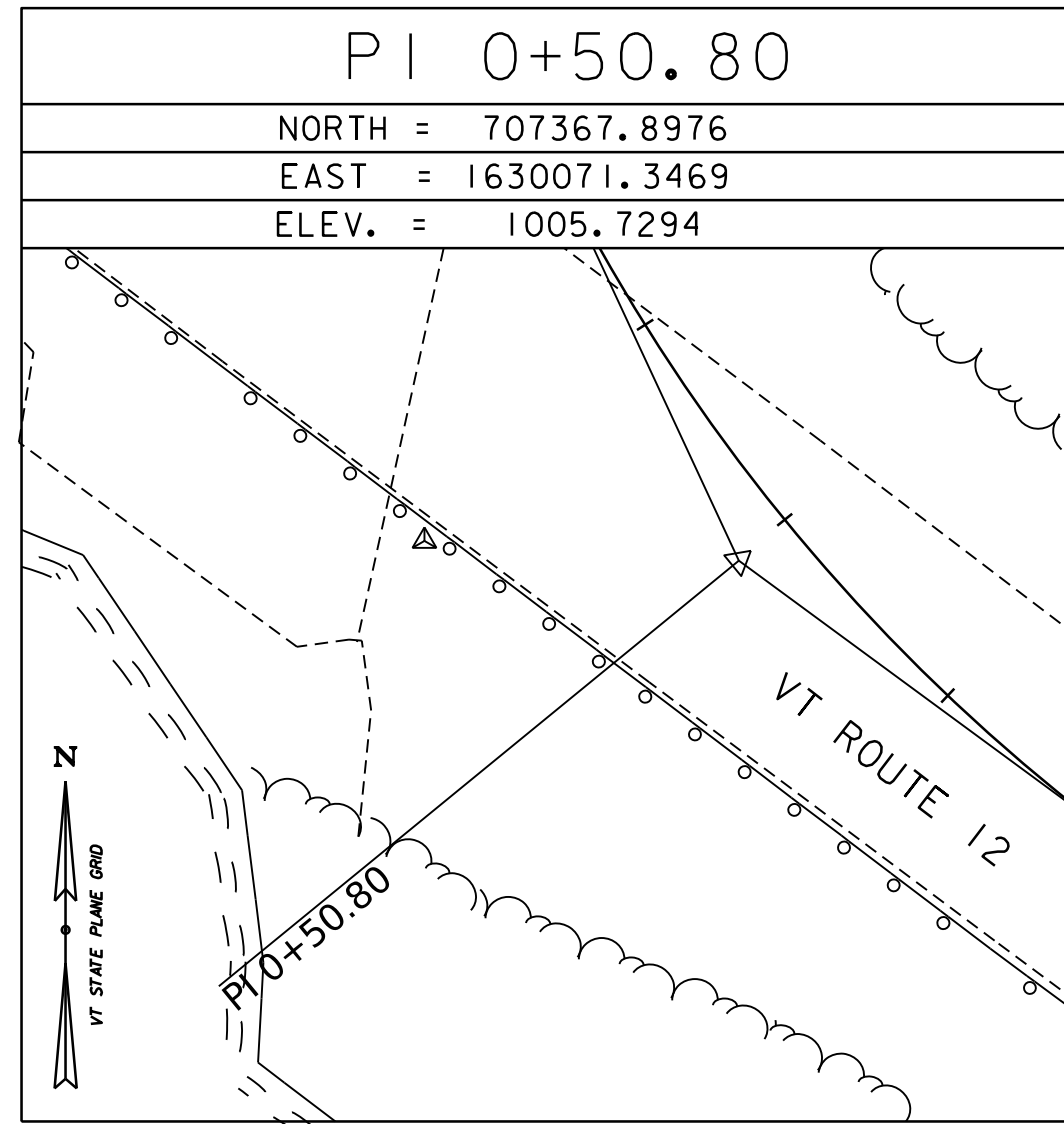 PI 0+50.80
NORTH = 707367.8976
EAST = 1630071.3469
ELEV. = 1005.7294
VT ROUTE 12
N
VT STATE PLANE GRID
PI 0+50.80